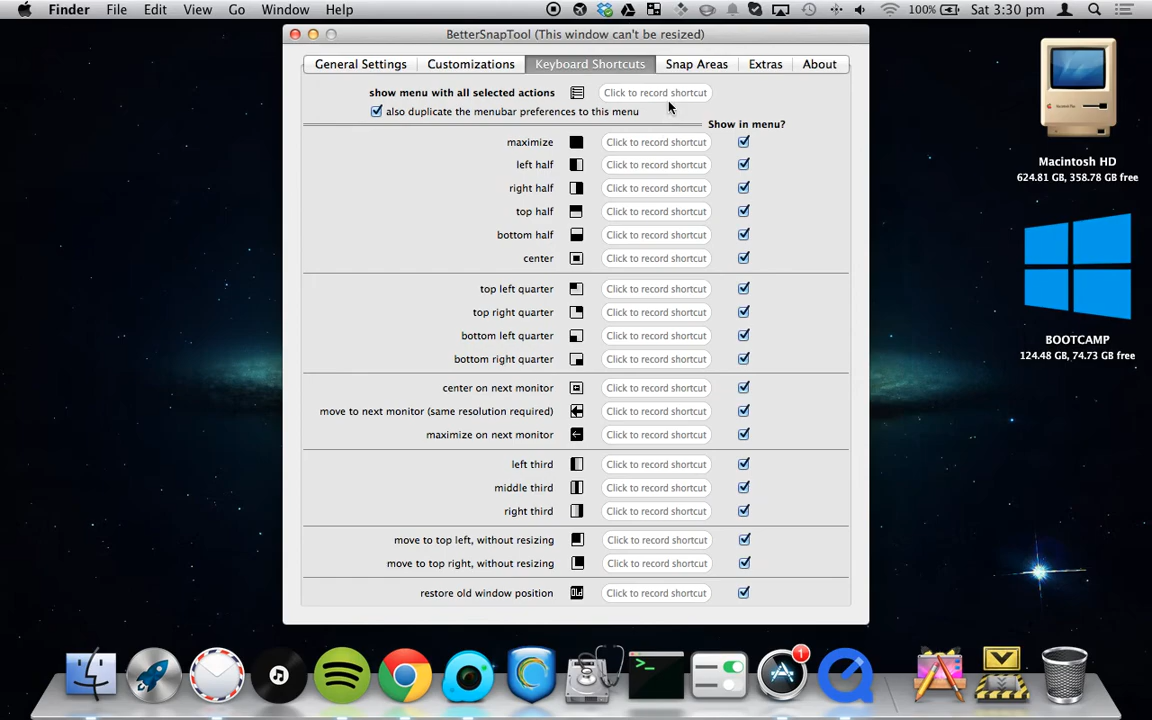 Finder File Edit View Go Window Help 100% Sat 3:30 pm
BetterSnapTool (This window can't be resized)
General Settings Customizations Keyboard Shortcuts Snap Areas Extras About
show menu with all selected actions Click to record shortcut
also duplicate the menubar preferences to this menu
Show in menu?
maximize Click to record shortcut
left half Click to record shortcut
right half Click to record shortcut
top half Click to record shortcut
bottom half Click to record shortcut
center Click to record shortcut
top left quarter Click to record shortcut
top right quarter Click to record shortcut
bottom left quarter Click to record shortcut
bottom right quarter Click to record shortcut
center on next monitor Click to record shortcut
move to next monitor (same resolution required) Click to record shortcut
maximize on next monitor Click to record shortcut
left third Click to record shortcut
middle third Click to record shortcut
right third Click to record shortcut
move to top left, without resizing Click to record shortcut
move to top right, without resizing Click to record shortcut
restore old window position Old Click to record shortcut
Macintosh HD
624.81 GB, 358.78 GB free
BOOTCAMP
124.48 GB, 74.73 GB free
>_
1